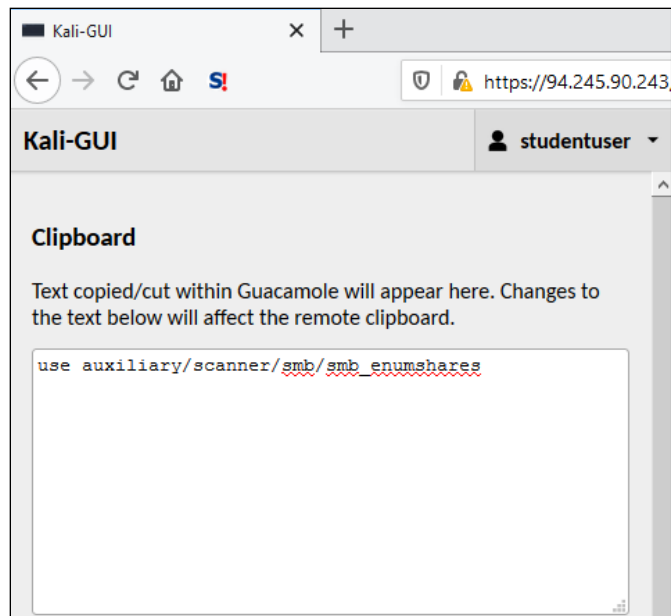 Kali-GUI
S!
https://94.245.90.243,
Kali-GUI
studentuser
Clipboard
Text copied/cut within Guacamole will appear here. Changes to
the text below will affect the remote clipboard.
use auxiliary/scanner/smb/smb_enumshares